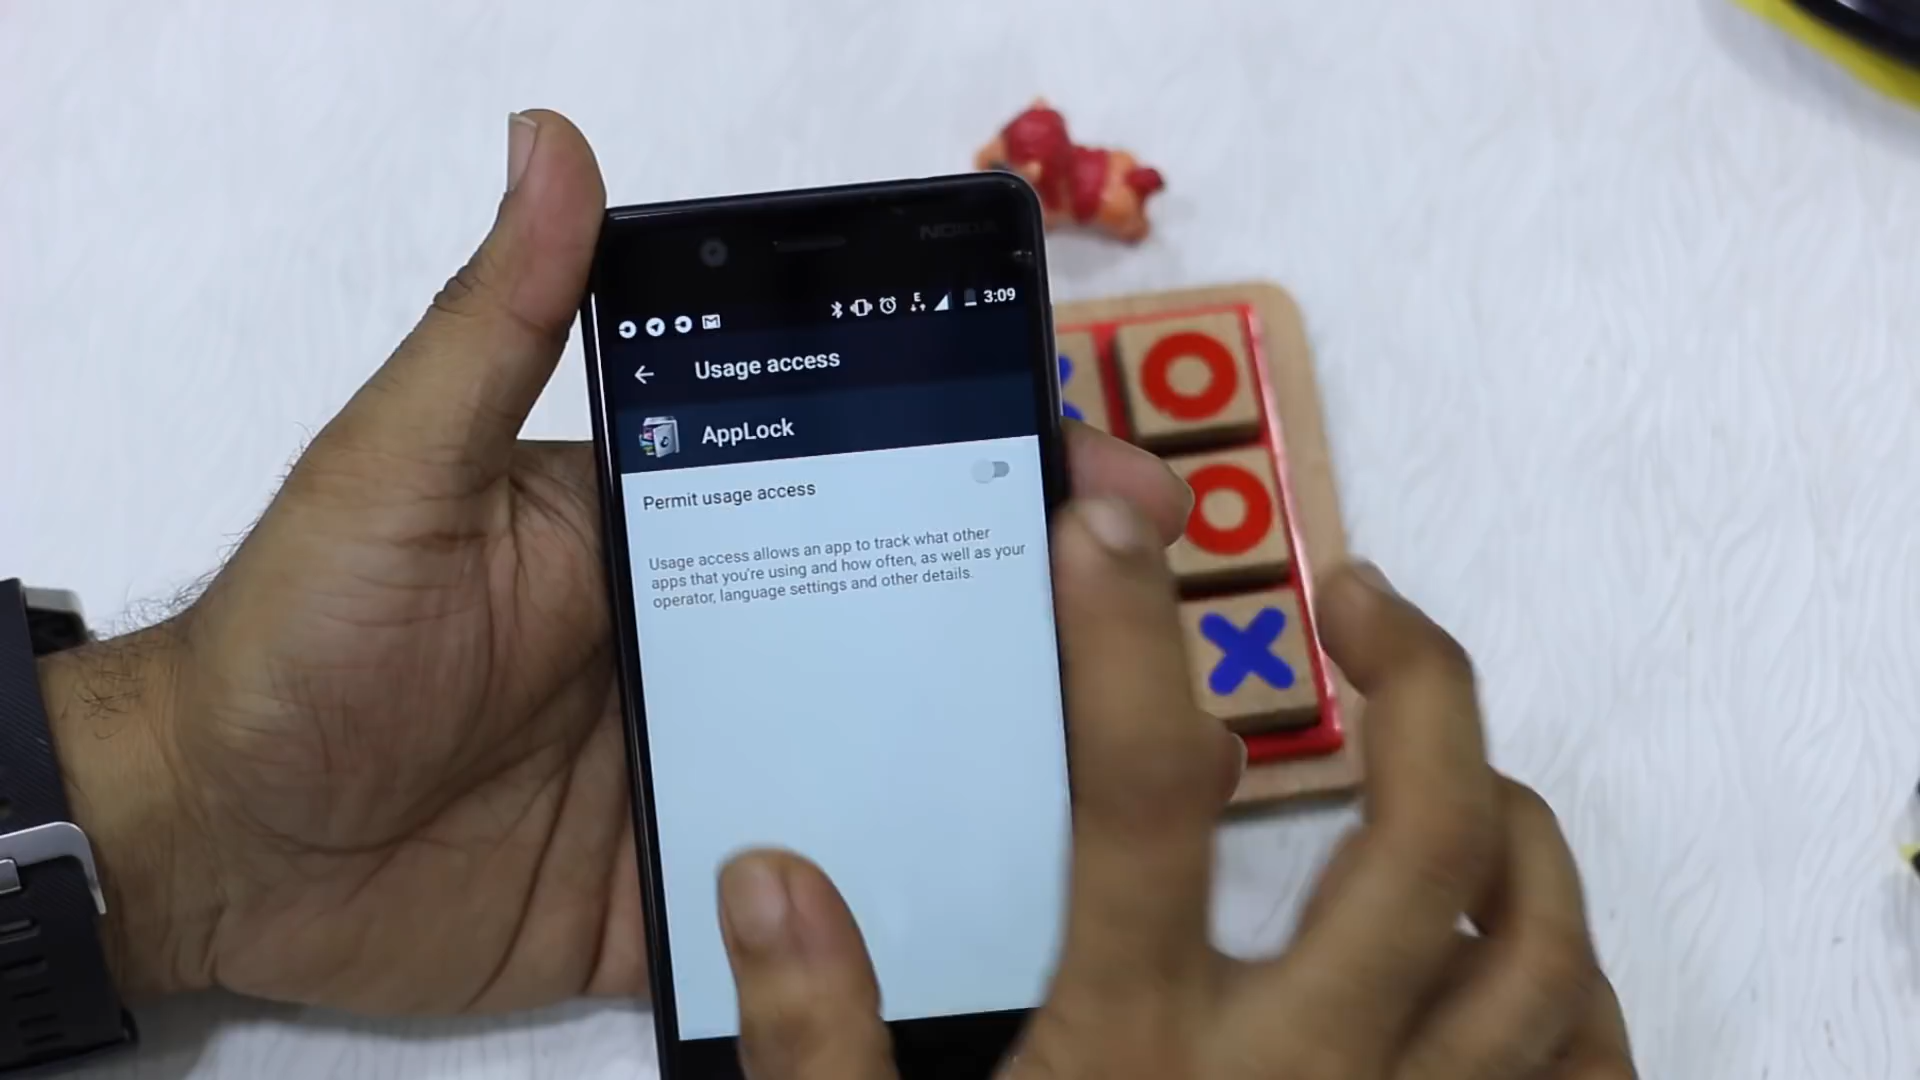 NOKIA
E
3:09
Usage access
AppLock
Permit usage access
Usage access allows an app to track what other
apps that you're using and how often, as well as your
operator, language settings and other details.
X
O
O
X